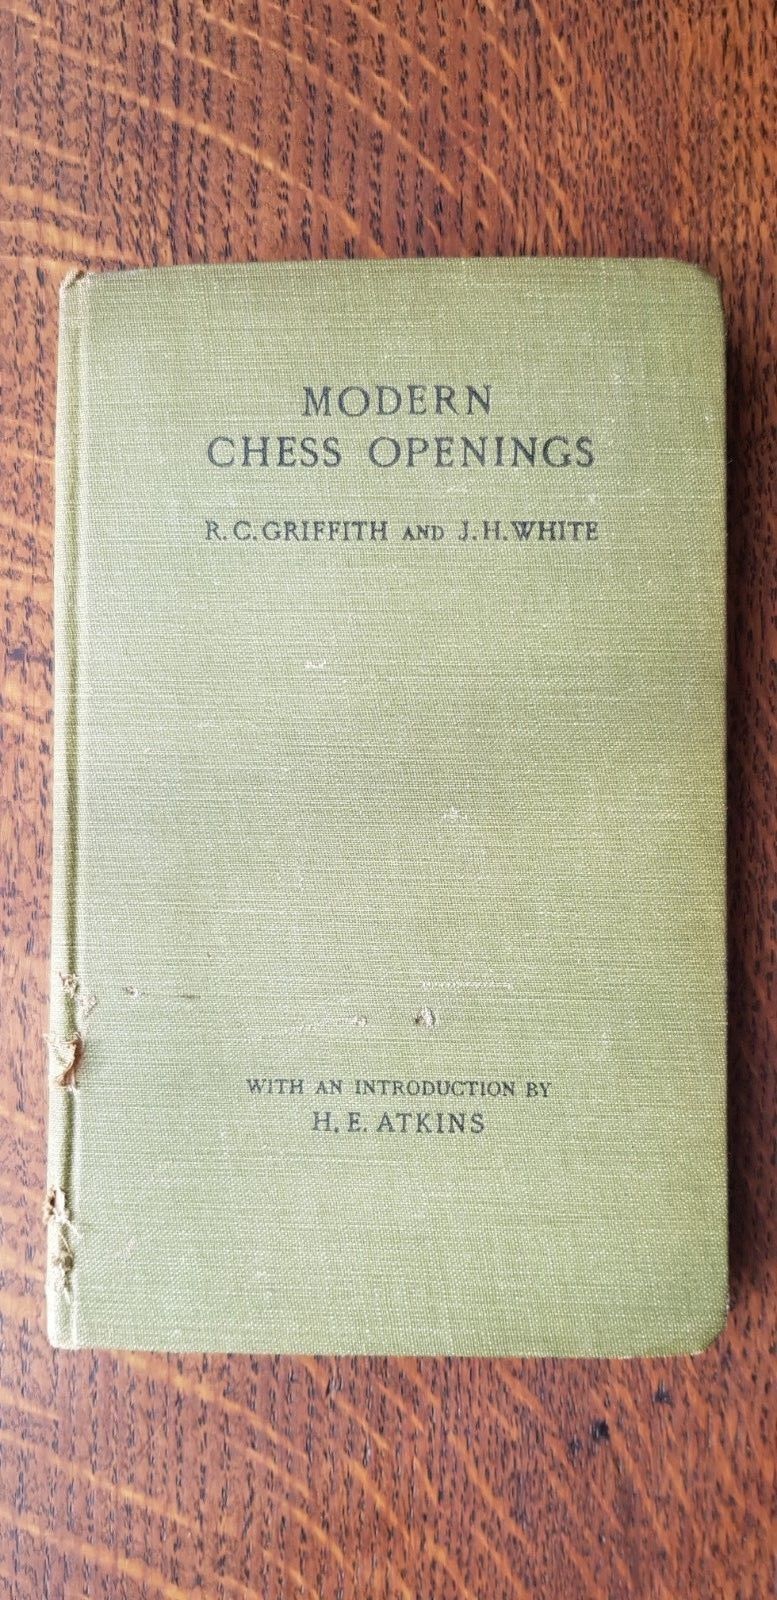 MODERN
CHESS OPENINGS
R. C. GRIFFITH AND J. H. WHITE
WITH AN INTRODUCTION BY
H. E. ATKINS